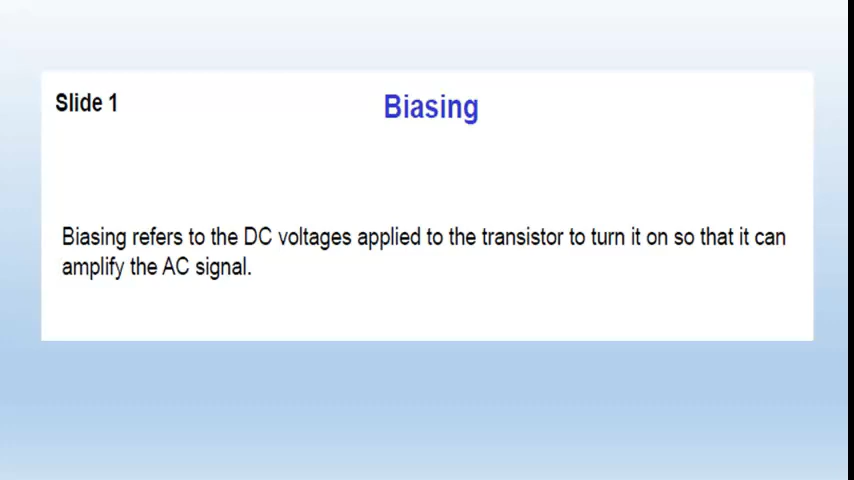 Slide 1
Biasing
Biasing refers to the DC voltages applied to the transistor to turn it on so that it can
amplify the AC signal.